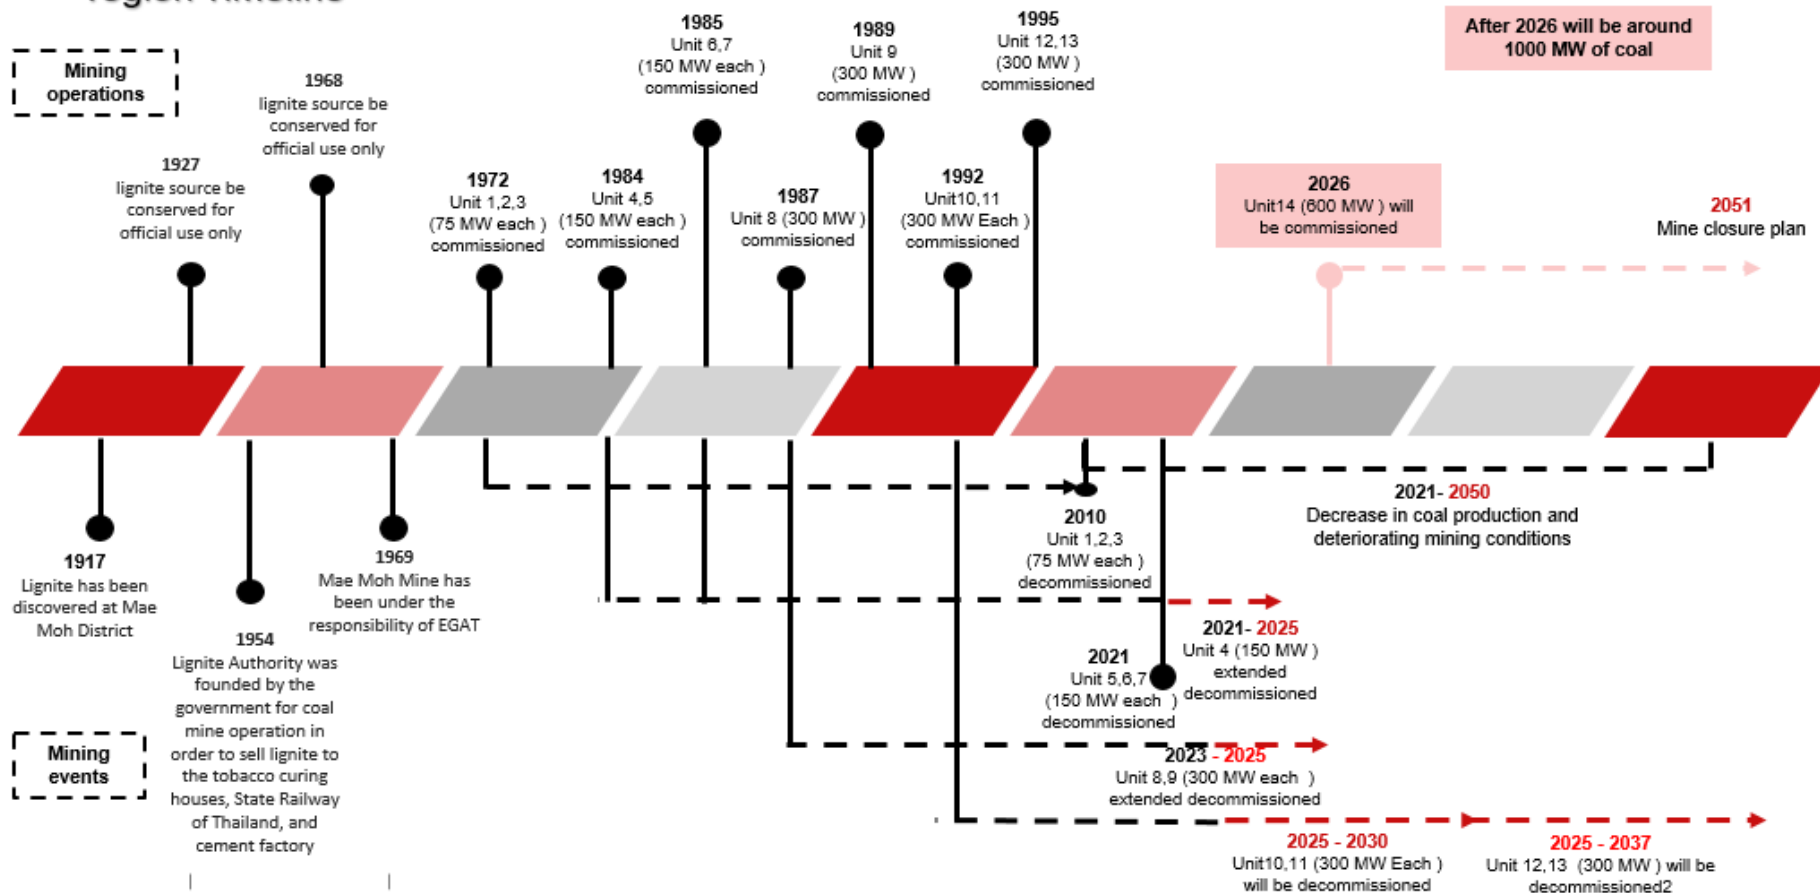 region Timeline
Mining
operations
1927
lignite source be
conserved for
official use only
1968
lignite source be
conserved for
official use only
1972
Unit 1,2,3
(75 MW each )
commissioned
1984
Unit 4,5
(150 MW each )
commissioned
1985
Unit 6,7
(150 MW each )
commissioned
1987
Unit 8 (300 MW )
commissioned
1989
Unit 9
(300 MW )
commissioned
1992
Unit10,11
(300 MW Each )
commissioned
1995
Unit 12,13
(300 MW )
commissioned
After 2026 will be around
1000 MW of coal
2026
Unit14 (600 MW ) will
be commissioned
2051
Mine closure plan
1917
Lignite has been
discovered at Mae
Moh District
1954
Lignite Authority was
founded by the
government for coal
mine operation in
order to sell lignite to
the tobacco curing
houses, State Railway
of Thailand, and
cement factory
1969
Mae Moh Mine has
been under the
responsibility of EGAT
2010
Unit 1,2,3
(75 MW each )
decommissioned
2021- 2050
Decrease in coal production and
deteriorating mining conditions
2021
Unit 5,6,7
(150 MW each )
decommissioned
2021- 2025
Unit 4 (150 MW )
extended
decommissioned
2023 - 2025
Unit 8,9 (300 MW each )
extended decommissioned
2025 - 2030
Unit10,11 (300 MW Each )
will be decommissioned
2025 - 2037
Unit 12,13 (300 MW ) will be
decommissioned2
Mining
events